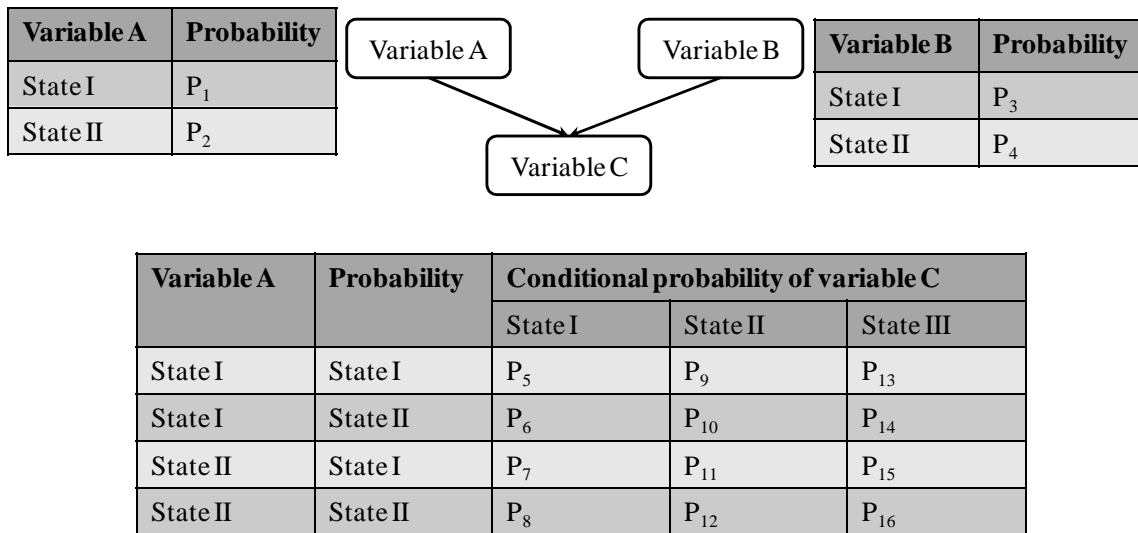 Variable A Probability
State I P₁
State II P₂
Variable A
Variable B
Variable C
Variable B Probability
State I P₃
State II P₄
Variable A Probability Conditional probability of variable C
State I State II State III
State I State I P₅ P₉ P₁₃
State I State II P₆ P₁₀ P₁₄
State II State I P₇ P₁₁ P₁₅
State II State II P₈ P₁₂ P₁₆